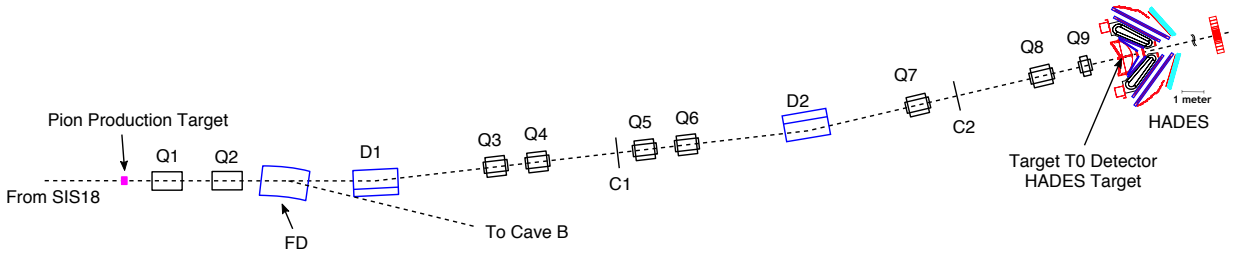 Pion Production Target
From SIS18
Q1
Q2
FD
D1
To Cave B
Q3
Q4
C1
Q5
Q6
D2
Q7
C2
Q8
Q9
1 meter
HADES
Target T0 Detector
HADES Target